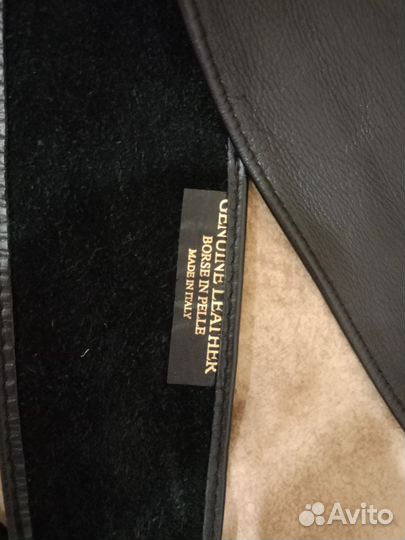 GENUINE LEATHER
BORSE IN PELLE
MADE IN ITALY
Avito